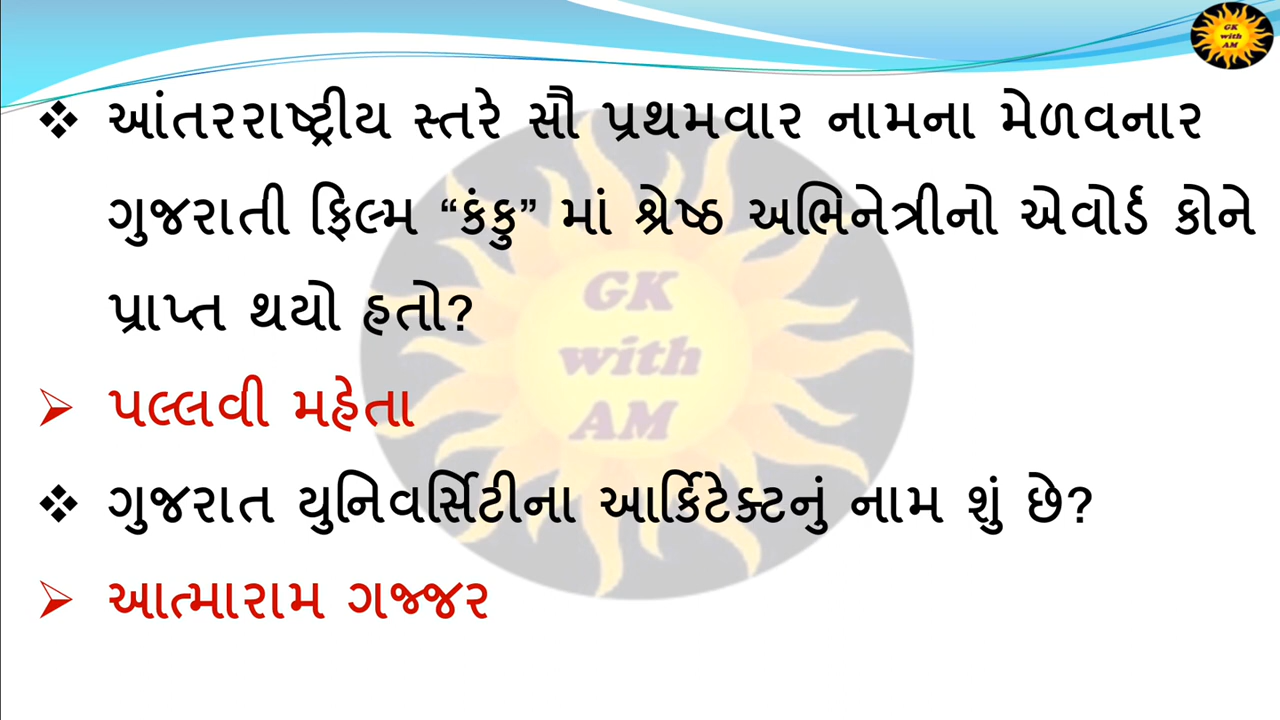 GK
with
AM
❖ આંતરરાષ્ટ્રીય સ્તરે સૌ પ્રથમવાર નામના મેળવનાર
ગુજરાતી ફિલ્મ “કંકુ” માં શ્રેષ્ઠ અભિનેત્રીનો એવોર્ડ કોને
પ્રાપ્ત થયો હતો?
➢ પલ્લવી મહેતા
❖ ગુજરાત યુનિવર્સિટીના આર્કિટેક્ટનું નામ શું છે?
➢ આત્મારામ ગજ્જર
GK
with
AM